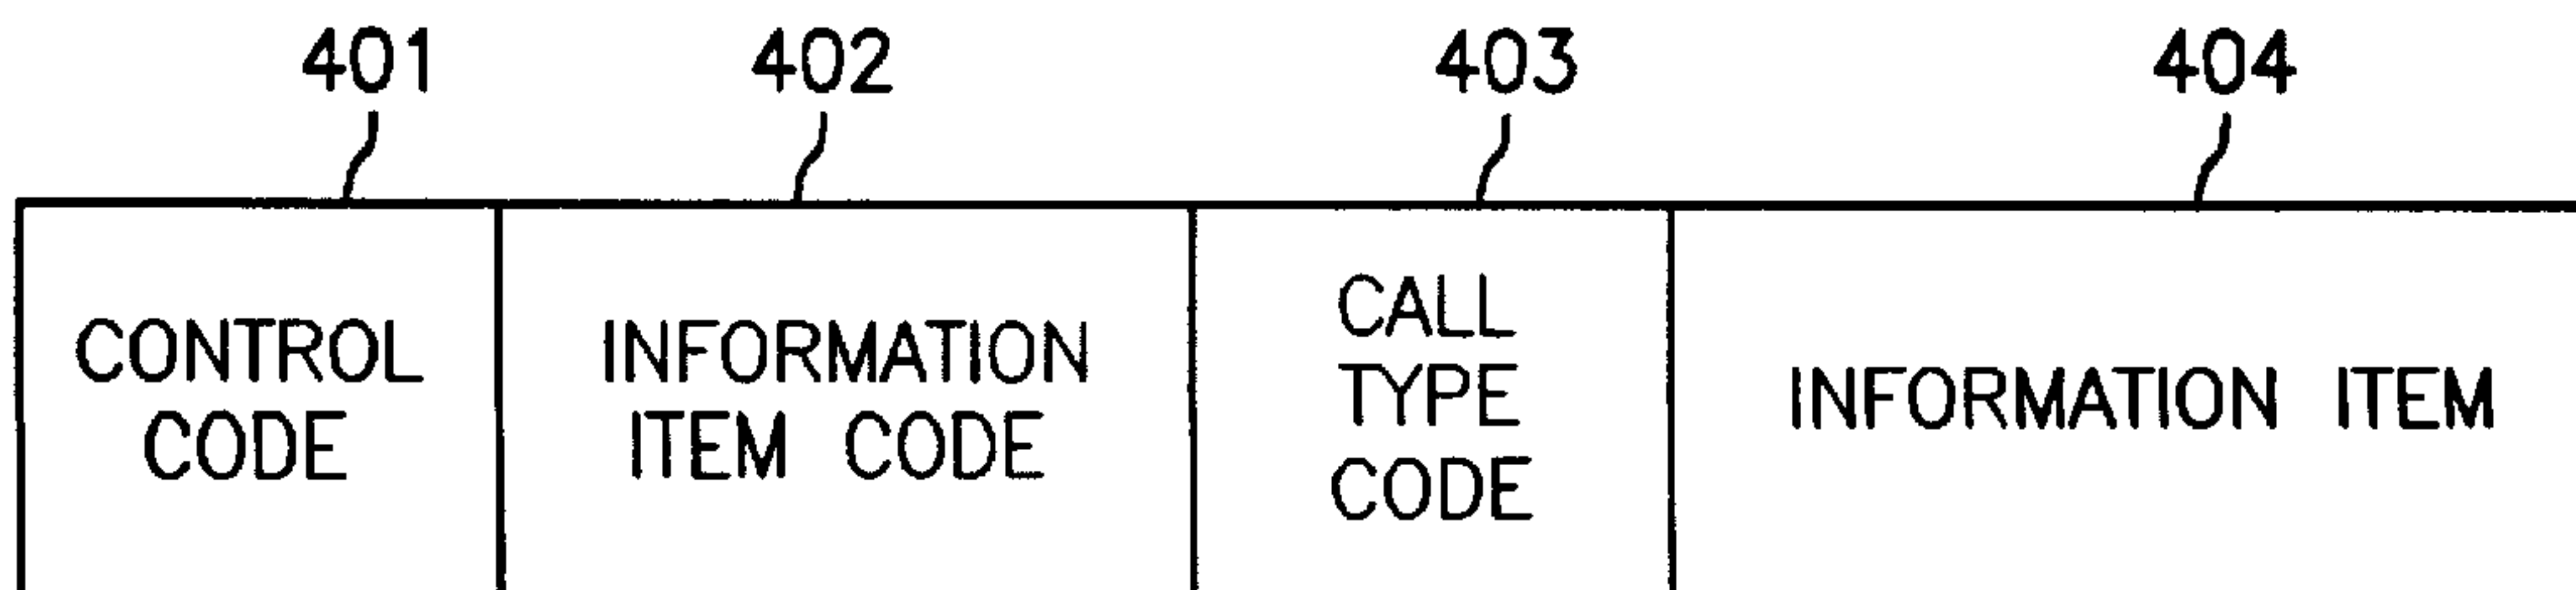 401 402 403 404
CONTROL
CODE
INFORMATION
ITEM CODE
CALL
TYPE
CODE
INFORMATION ITEM